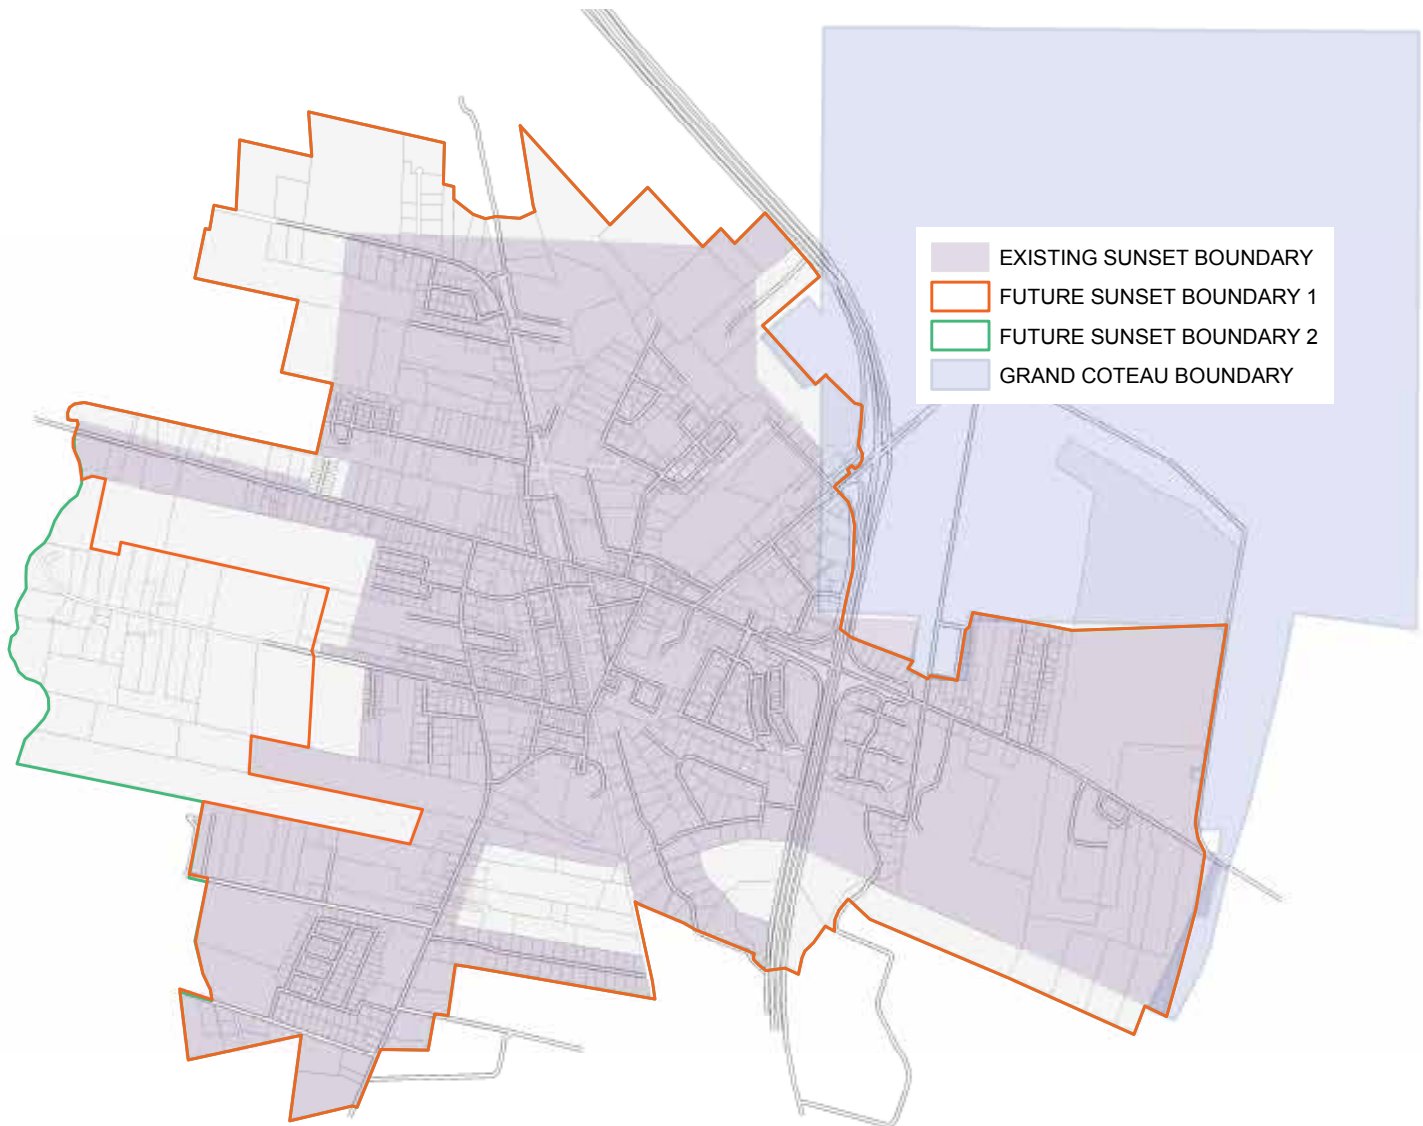 EXISTING SUNSET BOUNDARY
FUTURE SUNSET BOUNDARY 1
FUTURE SUNSET BOUNDARY 2
GRAND COTEAU BOUNDARY